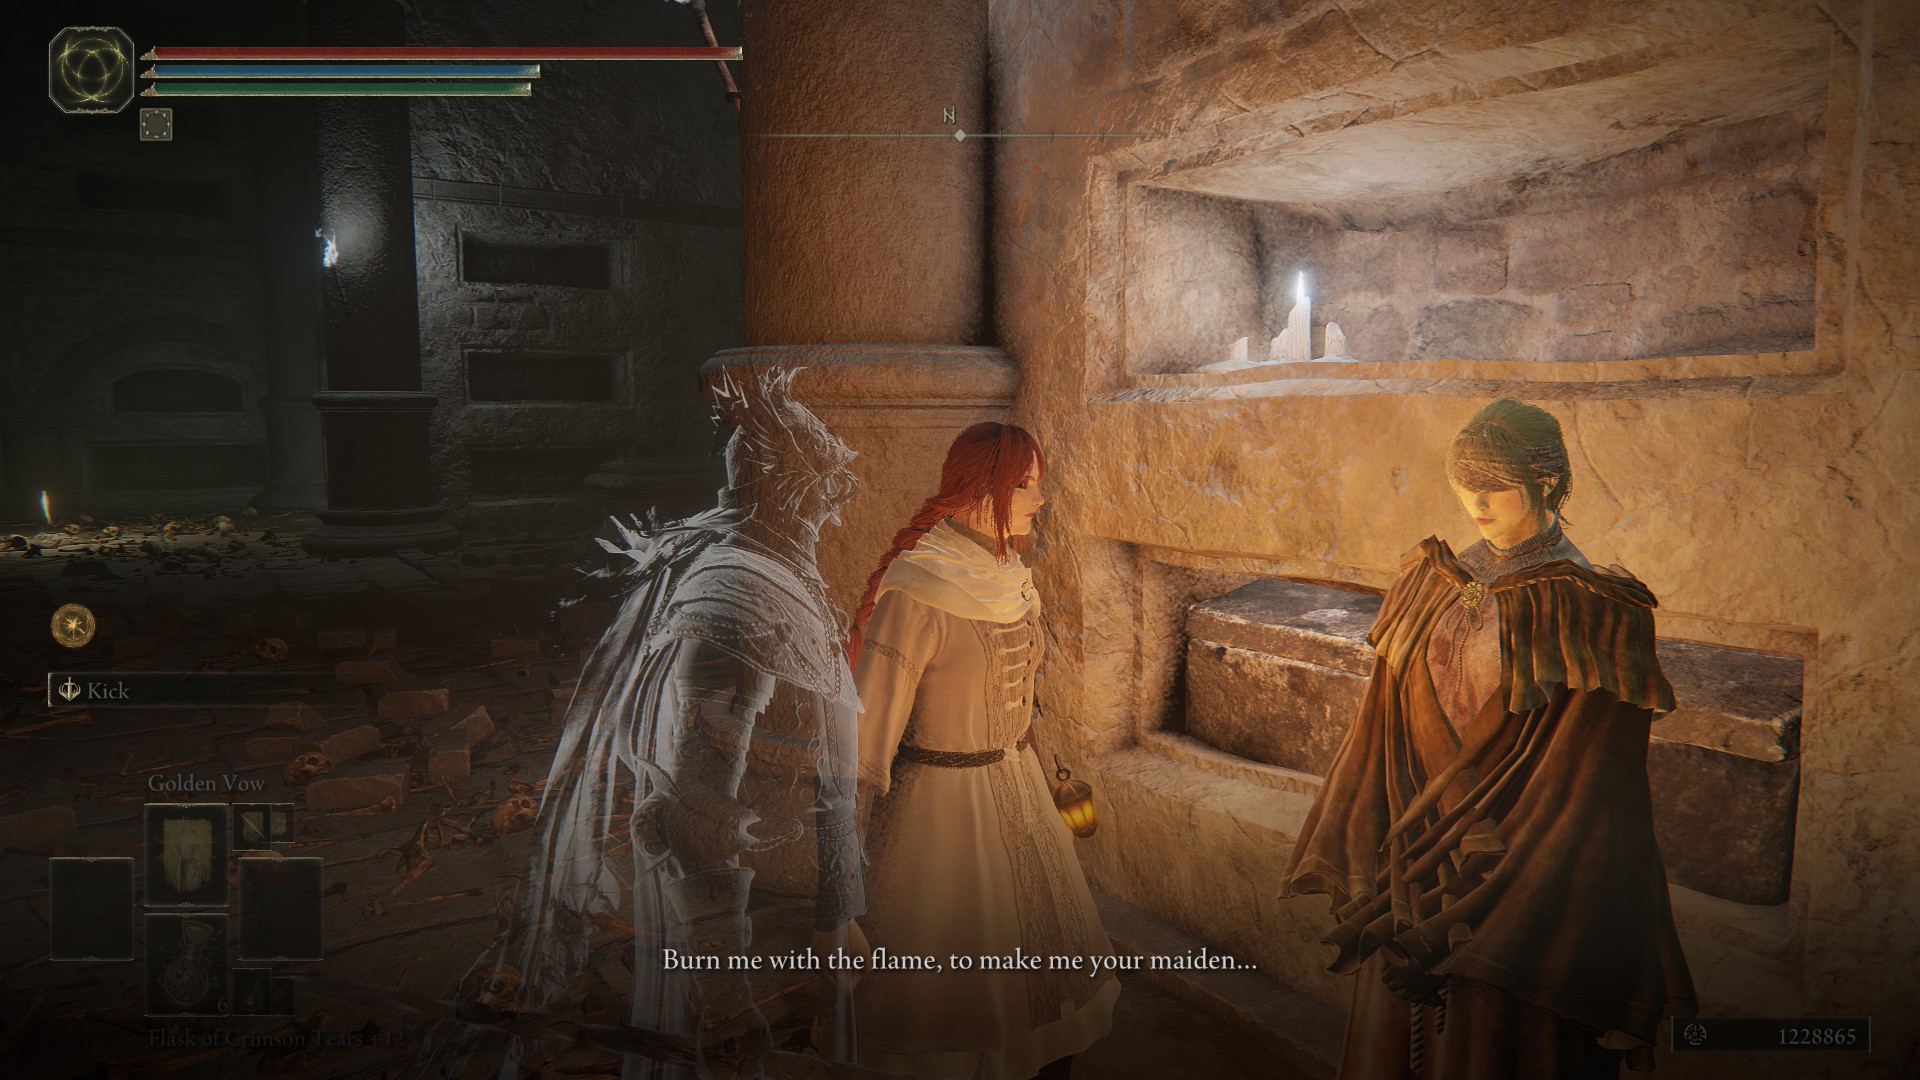 N
Kick
Golden Vow
Burn me with the flame, to make me your maiden...
6
Flask of Crimson Tears +12
1228865